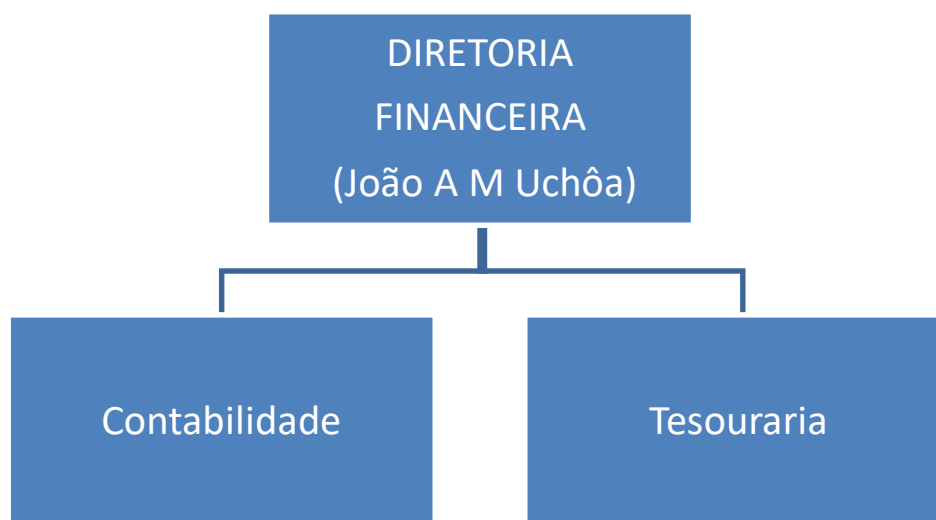 DIRETORIA
FINANCEIRA
(João A M Uchôa)
Contabilidade
Tesouraria